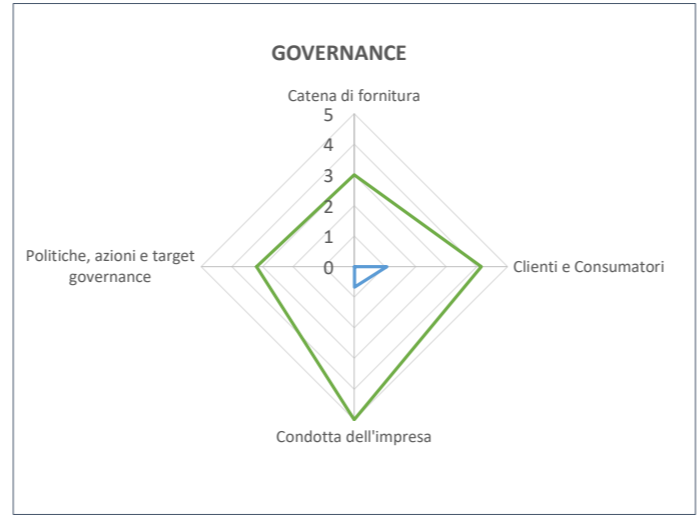 GOVERNANCE
Catena di fornitura
5
4
3
2
1
0
Politiche, azioni e target
governance
Clienti e Consumatori
Condotta dell'impresa